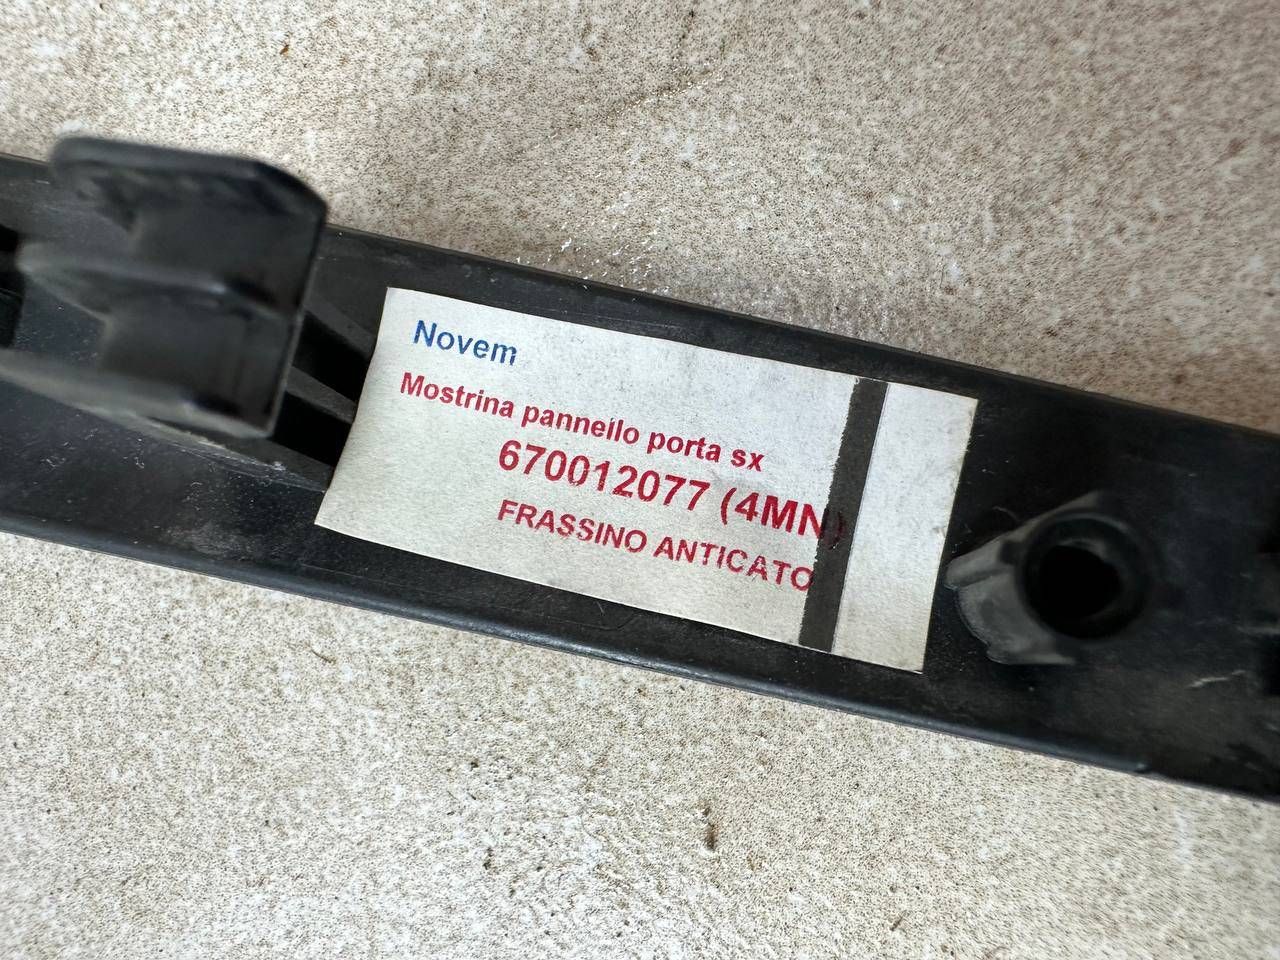 Novem
Mostrina pannello porta sx
670012077 (4MN)
FRASSINO ANTICATO